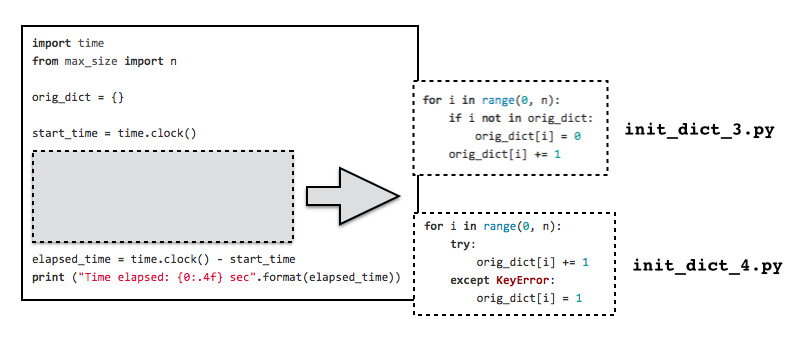 import time
from max_size import n
orig_dict = {}
start_time = time.clock()
elapsed_time = time.clock() - start_time
print ("Time elapsed: {0:.4f} sec".format(elapsed_time))
for i in range(0, n):
if i not in orig_dict:
orig_dict[i] = 0
orig_dict[i] += 1
init_dict_3.py
for i in range(0, n):
try:
orig_dict[i] += 1
except KeyError:
orig_dict[i] = 1
init_dict_4.py